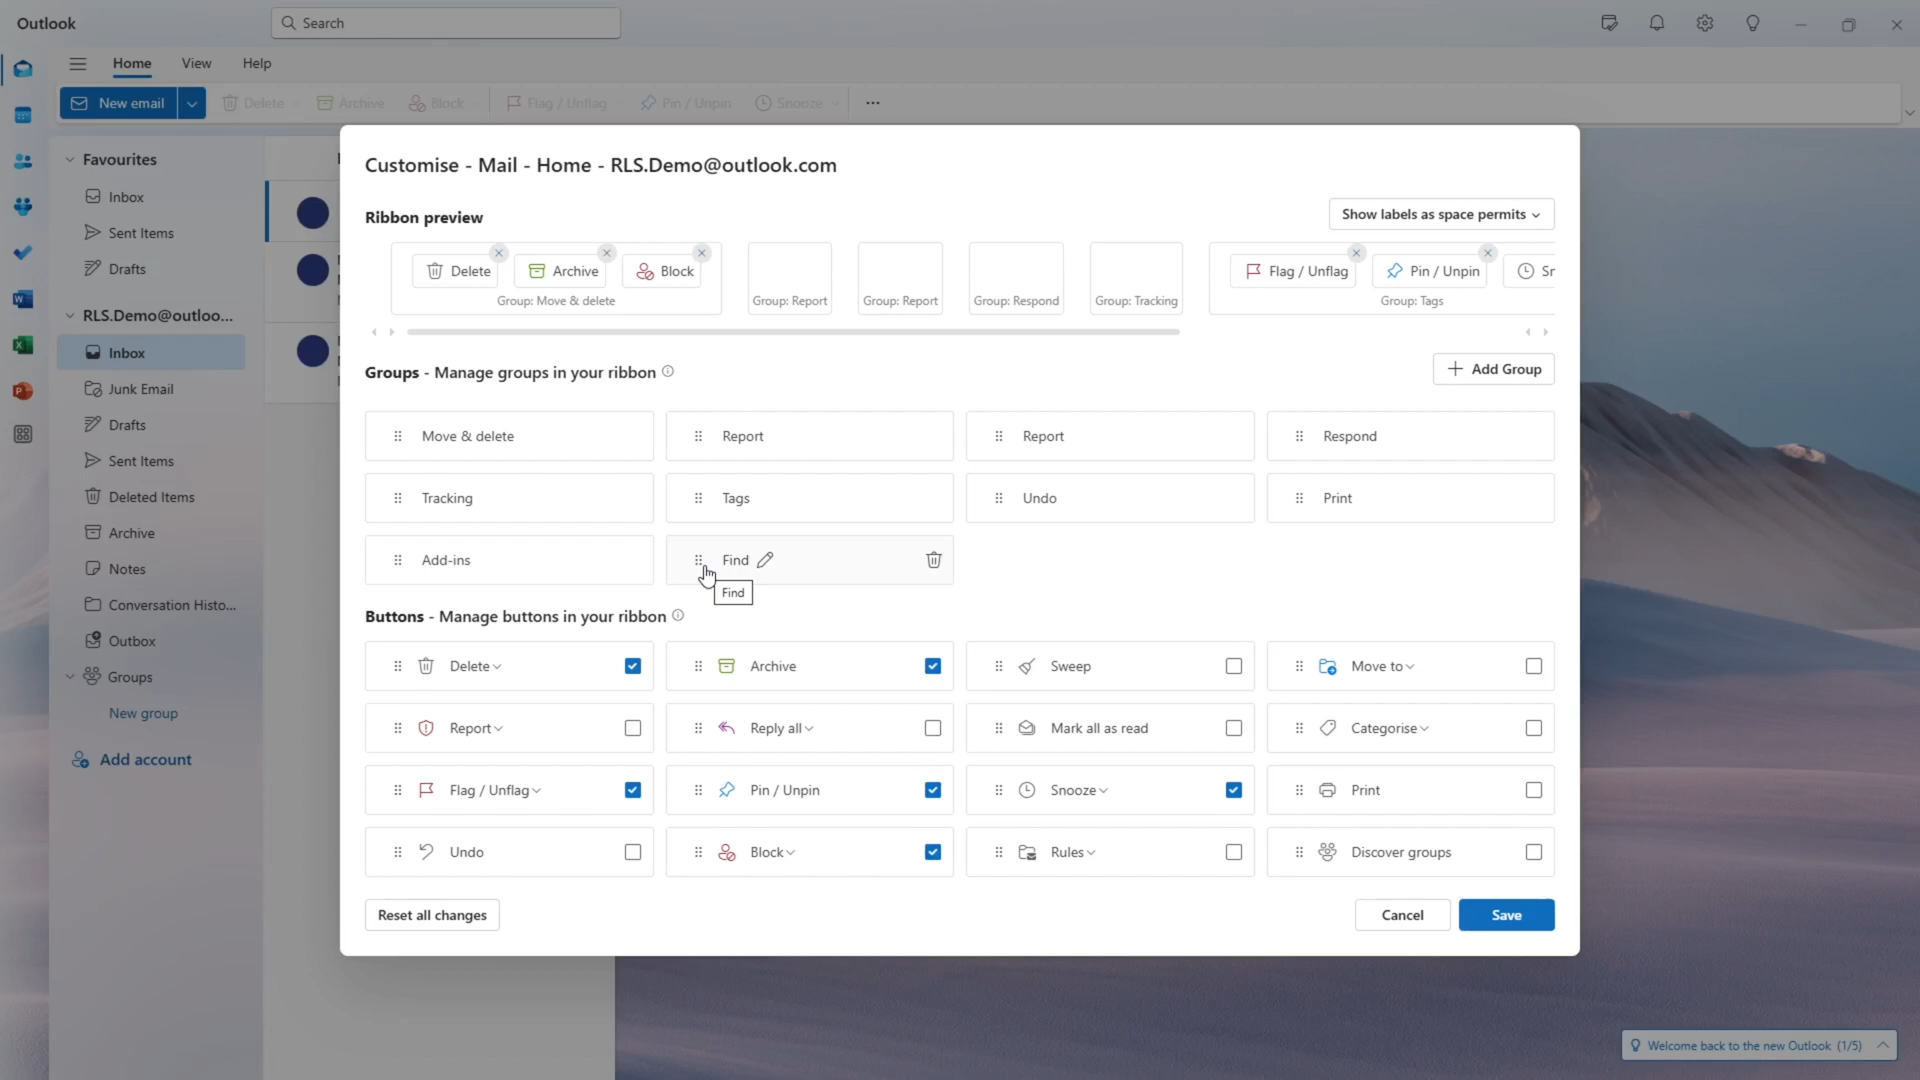 Outlook
Search
Home
View
Help
New email
Delete
Archive
Block
Flag / Unflag
Pin / Unpin
Snooze
Favourites
Inbox
Sent Items
Drafts
RLS.Demo@outloo...
Inbox
Junk Email
Drafts
Sent Items
Deleted Items
Archive
Notes
Conversation Histo...
Outbox
Groups
New group
Add account
Customise - Mail - Home - RLS.Demo@outlook.com
Ribbon preview
Show labels as space permits
Delete
Archive
Block
Group: Move & delete
Group: Report
Group: Report
Group: Respond
Group: Tracking
Flag / Unflag
Pin / Unpin
Sn
Group: Tags
Groups - Manage groups in your ribbon
Add Group
Move & delete
Report
Report
Respond
Tracking
Tags
Undo
Print
Add-ins
Find
Find
Buttons - Manage buttons in your ribbon
Delete
Archive
Sweep
Move to
Report
Reply all
Mark all as read
Categorise
Flag / Unflag
Pin / Unpin
Snooze
Print
Undo
Block
Rules
Discover groups
Reset all changes
Cancel
Save
Welcome back to the new Outlook (1/5)